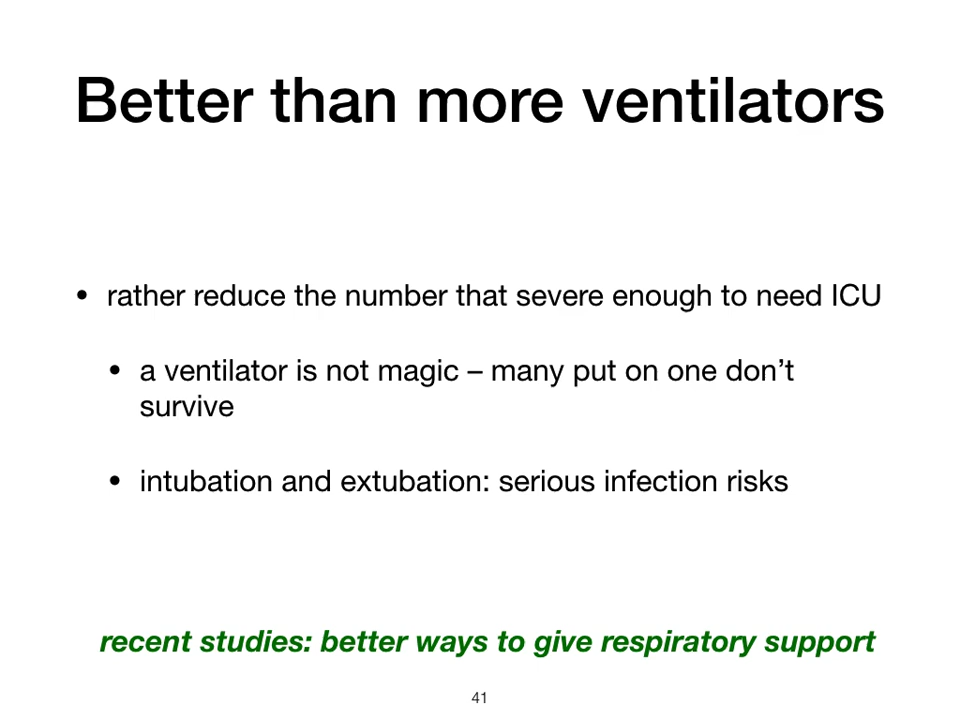 Better than more ventilators
• rather reduce the number that severe enough to need ICU
• a ventilator is not magic – many put on one don’t
survive
• intubation and extubation: serious infection risks
recent studies: better ways to give respiratory support
41